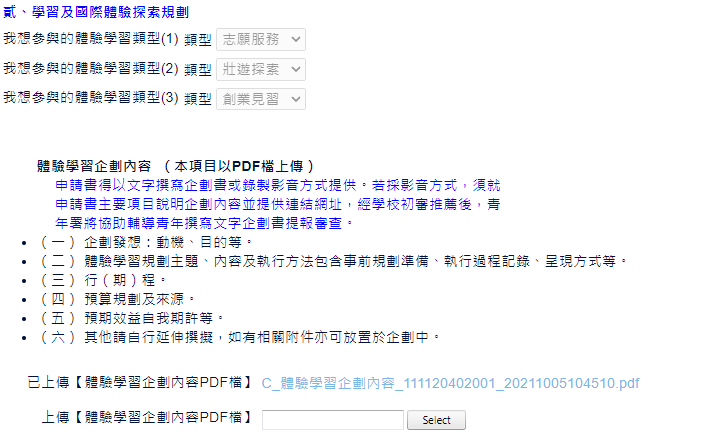 貳、學習及國際體驗探索規劃
我想參與的體驗學習類型(1) 類型 志願服務
我想參與的體驗學習類型(2) 類型 壯遊探索
我想參與的體驗學習類型(3) 類型 創業見習
體驗學習企劃內容 （本項目以PDF檔上傳）
申請書得以文字撰寫企劃書或錄製影音方式提供。若採影音方式，須就
申請書主要項目說明企劃內容並提供連結網址，經學校初審推薦後，青
年署將協助輔導青年撰寫文字企劃書提報審查。
• （一） 企劃發想：動機、目的等。
• （二） 體驗學習規劃主題、內容及執行方法包含事前規劃準備、執行過程記錄、呈現方式等。
• （三） 行（期）程。
• （四） 預算規劃及來源。
• （五） 預期效益自我期許等。
• （六） 其他請自行延伸撰擬，如有相關附件亦可放置於企劃中。
已上傳【體驗學習企劃內容PDF檔】 C_體驗學習企劃內容_111120402001_20211005104510.pdf
上傳【體驗學習企劃內容PDF檔】 Select